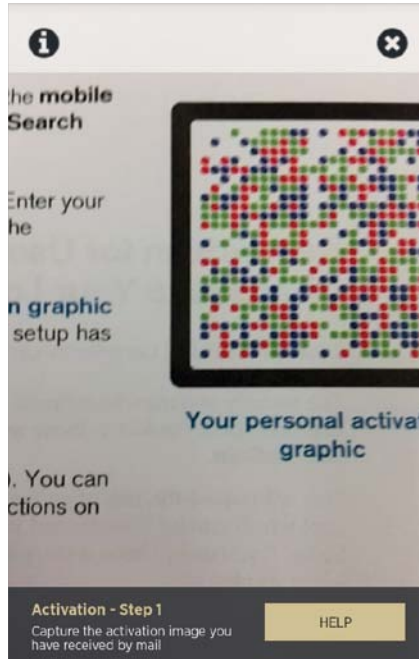 he mobile
Search
Enter your
he
n graphic
setup has
Your personal activa
graphic
). You can
ctions on
Activation - Step 1
Capture the activation image you
have received by mail
HELP